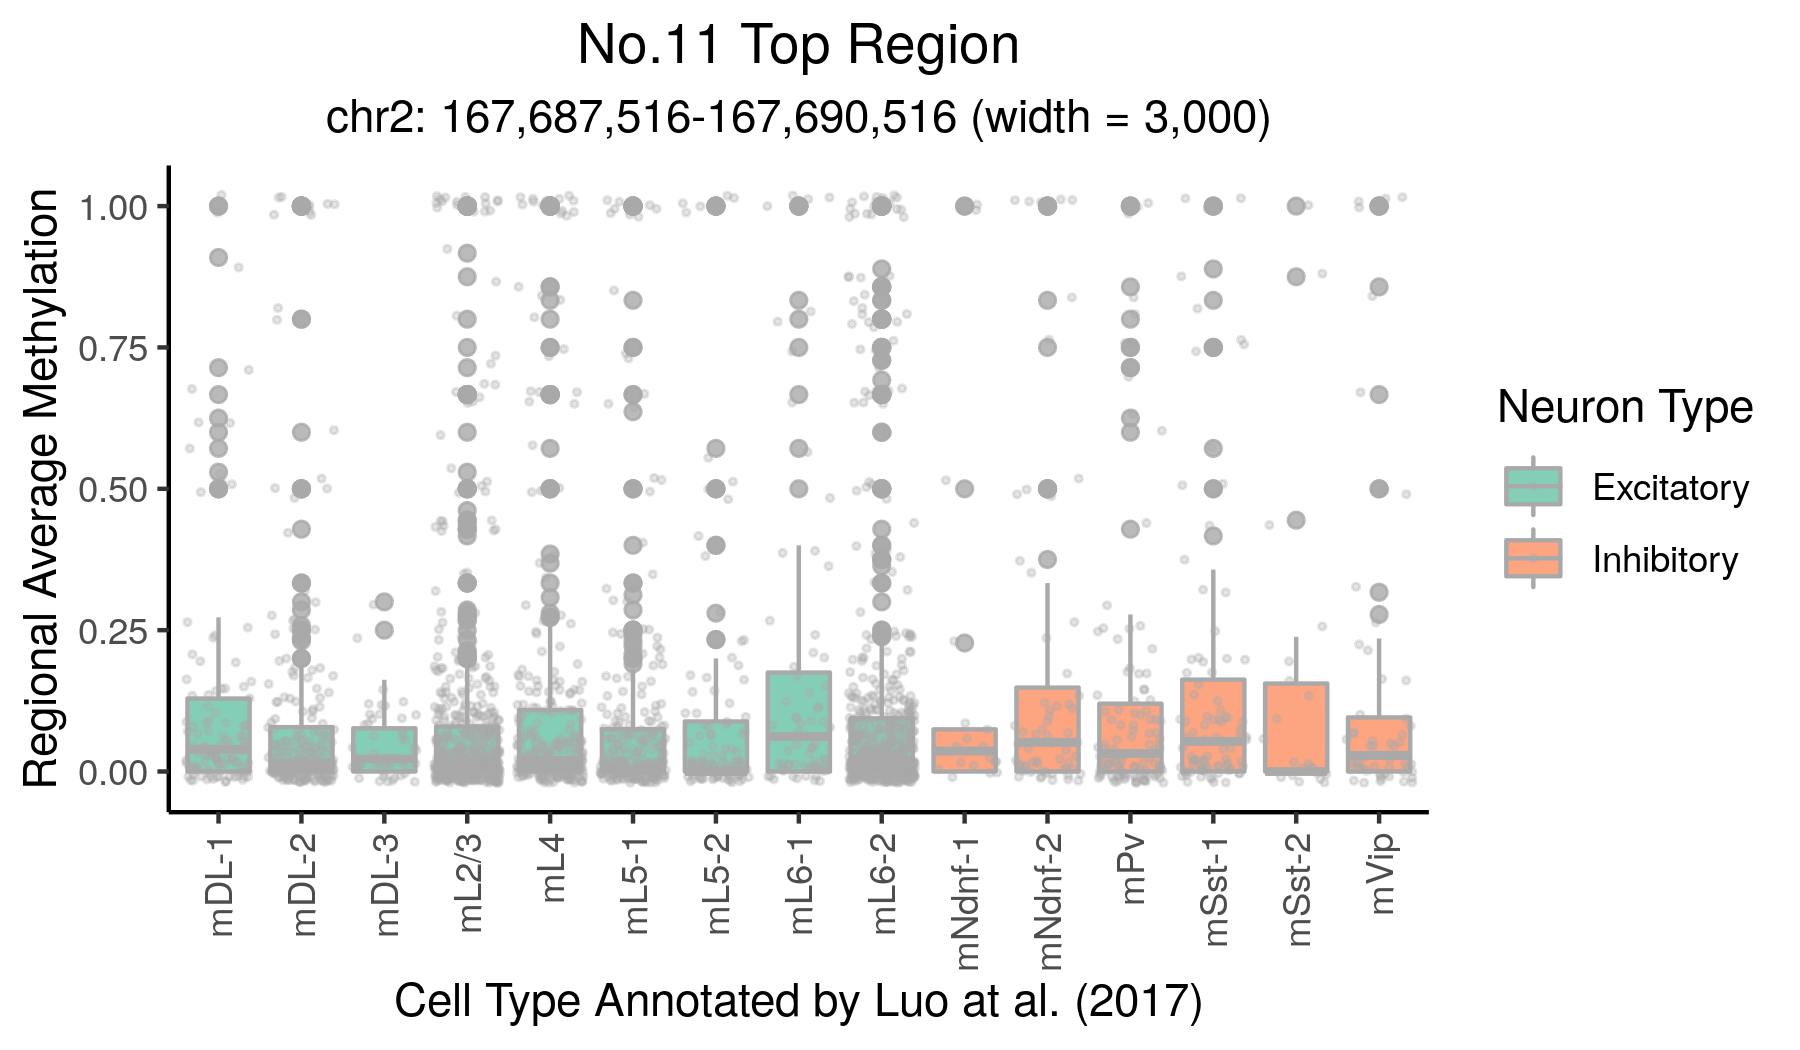 No.11 Top Region
chr2: 167,687,516-167,690,516 (width = 3,000)
Regional Average Methylation
1.00
0.75
0.50
0.25
0.00
mDL-1
mDL-2
mDL-3
mL2/3
mL4
mL5-1
mL5-2
mL6-1
mL6-2
mNdnf-1
mNdnf-2
mPv
mSst-1
mSst-2
mVip
Cell Type Annotated by Luo at al. (2017)
Neuron Type
Excitatory
Inhibitory